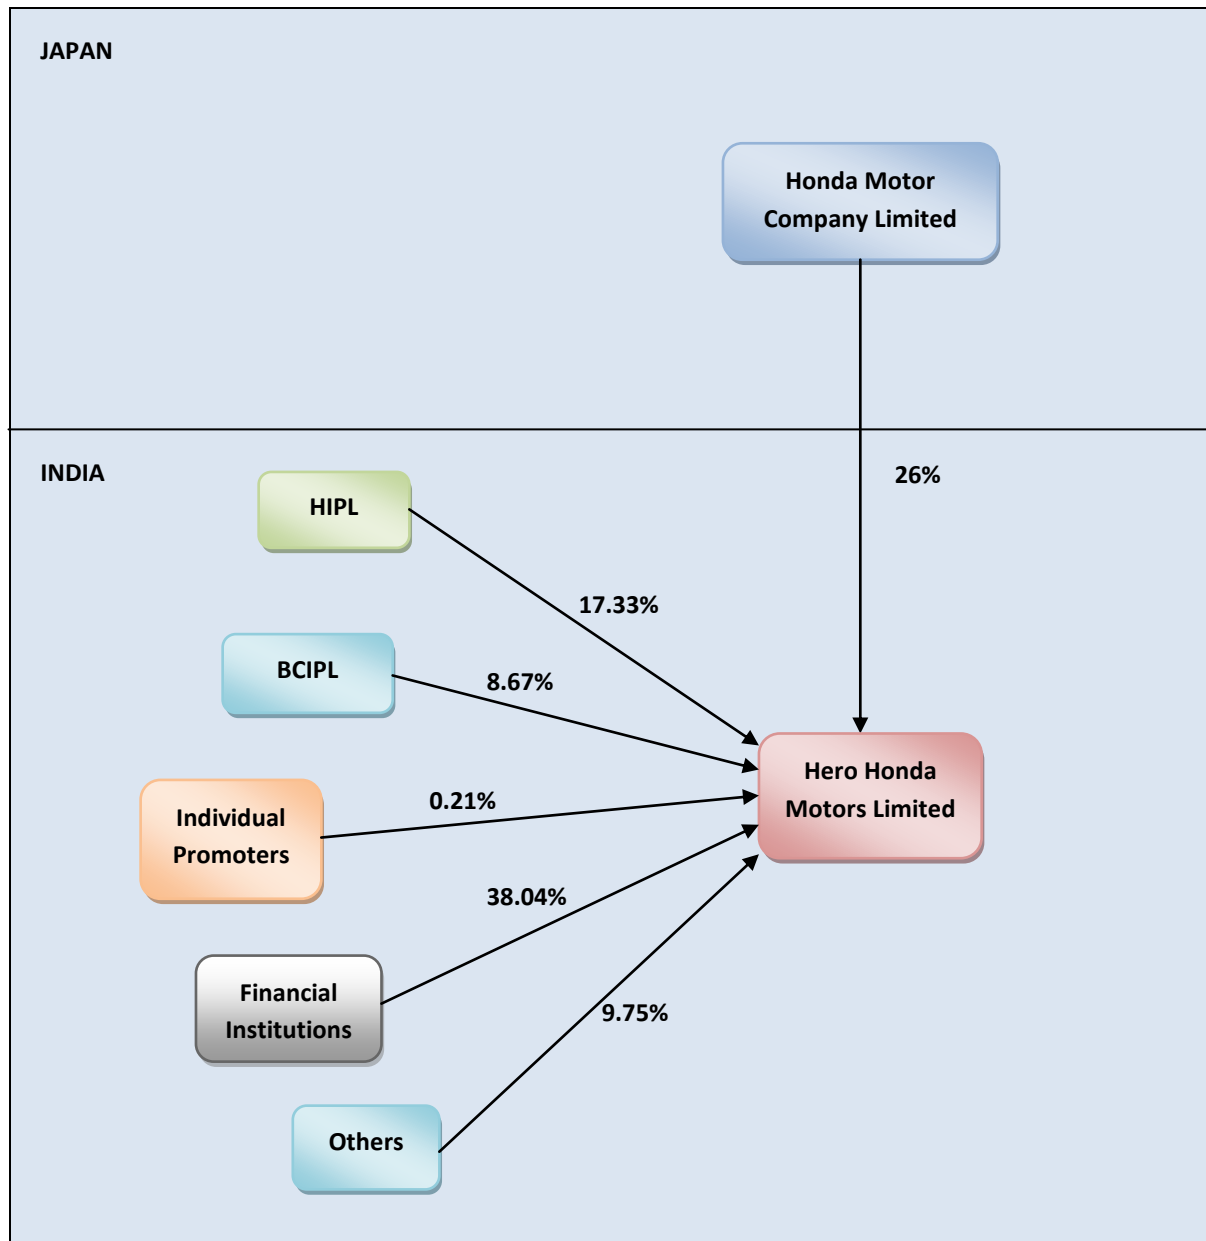 JAPAN
Honda Motor
Company Limited
INDIA
26%
HIPL
17.33%
BCIPL
8.67%
Hero Honda
Motors Limited
Individual
Promoters
0.21%
38.04%
Financial
Institutions
9.75%
Others